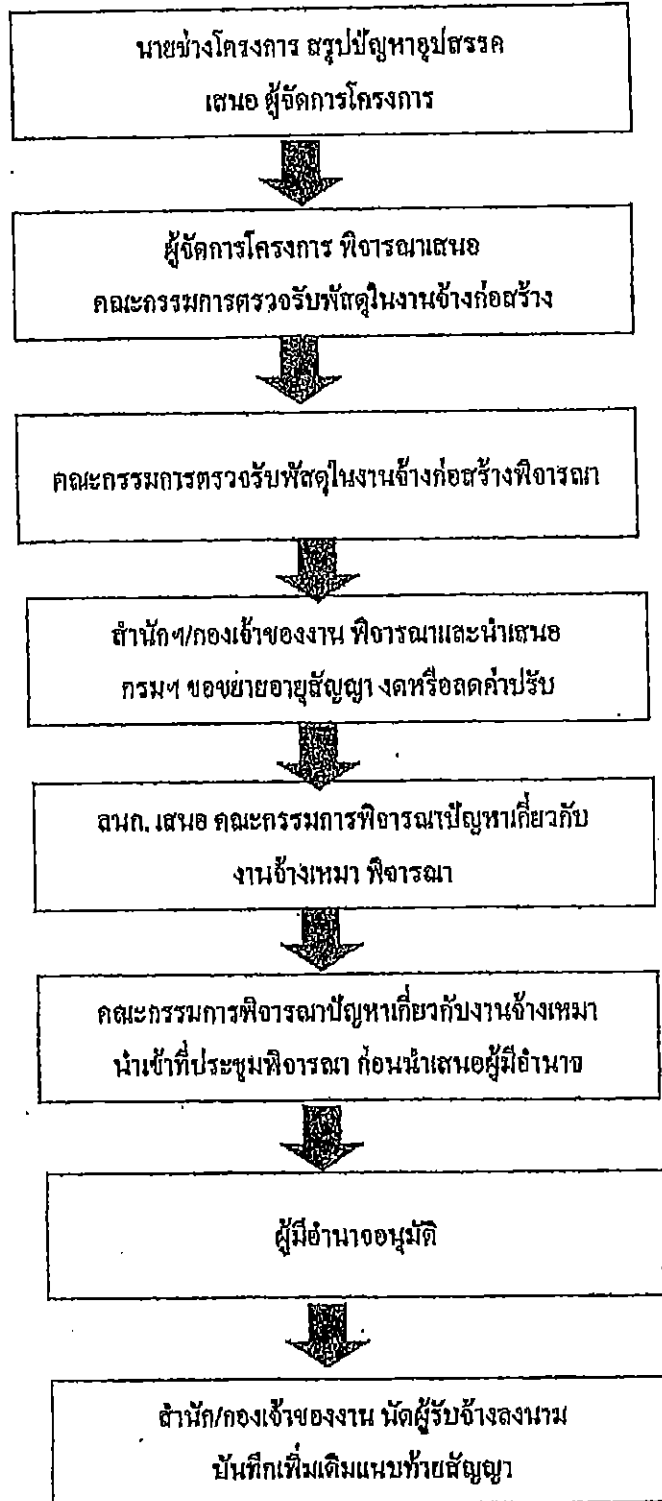 นายช่างโครงการ สรุปปัญหาอุปสรรค
เสนอ ผู้จัดการโครงการ
ผู้จัดการโครงการ พิจารณาเสนอ
คณะกรรมการตรวจรับพัสดุในงานจ้างก่อสร้าง
คณะกรรมการตรวจรับพัสดุในงานจ้างก่อสร้างพิจารณา
สำนักฯ/กองเจ้าของงาน พิจารณาและนำเสนอ
กรมฯ ขอขยายอายุสัญญา งดหรือลดค่าปรับ
ลนก. เสนอ คณะกรรมการพิจารณาปัญหาเกี่ยวกับ
งานจ้างเหมา พิจารณา
คณะกรรมการพิจารณาปัญหาเกี่ยวกับงานจ้างเหมา
นำเข้าที่ประชุมพิจารณา ก่อนนำเสนอผู้มีอำนาจ
ผู้มีอำนาจอนุมัติ
สำนัก/กองเจ้าของงาน นัดผู้รับจ้างลงนาม
บันทึกเพิ่มเติมแนบท้ายสัญญา